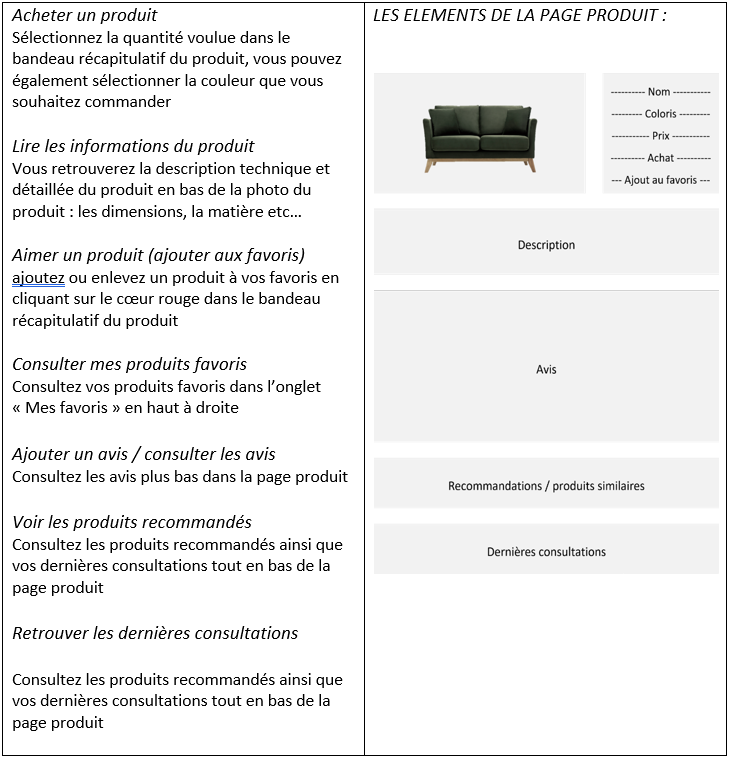 Acheter un produit
Sélectionnez la quantité voulue dans le
bandeau récapitulatif du produit, vous pouvez
également sélectionner la couleur que vous
souhaitez commander
Lire les informations du produit
Vous retrouverez la description technique et
détaillée du produit en bas de la photo du
produit : les dimensions, la matière etc…
Aimer un produit (ajouter aux favoris)
ajoutez ou enlevez un produit à vos favoris en
cliquant sur le cœur rouge dans le bandeau
récapitulatif du produit
Consulter mes produits favoris
Consultez vos produits favoris dans l’onglet
« Mes favoris » en haut à droite
Ajouter un avis / consulter les avis
Consultez les avis plus bas dans la page produit
Voir les produits recommandés
Consultez les produits recommandés ainsi que
vos dernières consultations tout en bas de la
page produit
Retrouver les dernières consultations
Consultez les produits recommandés ainsi que
vos dernières consultations tout en bas de la
page produit
LES ELEMENTS DE LA PAGE PRODUIT :
---------- Nom -----------
--------- Coloris ---------
----------- Prix -----------
---------- Achat ----------
--- Ajout au favoris ---
Description
Avis
Recommandations / produits similaires
Dernières consultations